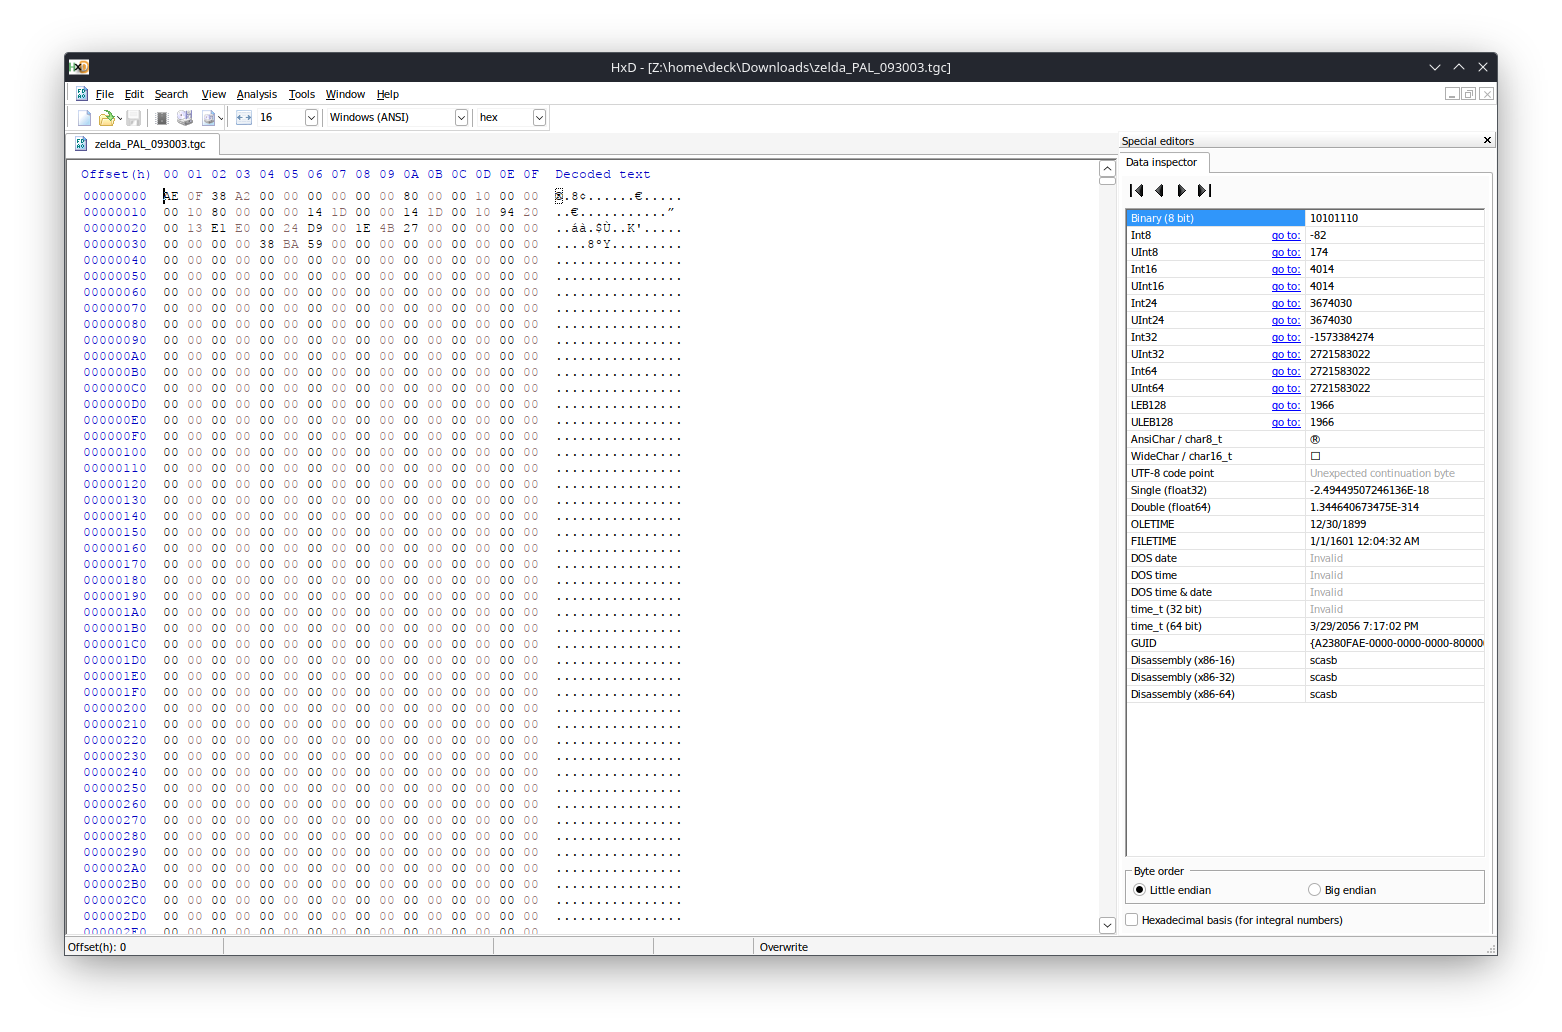 HxD - [Z:\home\deck\Downloads\zelda_PAL_093003.tgc]
File Edit Search View Analysis Tools Window Help
16 Windows (ANSI) hex
zelda_PAL_093003.tgc
Offset(h) 00 01 02 03 04 05 06 07 08 09 0A 0B 0C 0D 0E 0F Decoded text
00000000 AE 0F 38 A2 00 00 00 00 00 00 80 00 00 10 00 00 ®.8¢......€.....
00000010 00 10 80 00 00 00 14 1D 00 00 14 1D 00 10 94 20 ..€...........”
00000020 00 13 E1 E0 00 24 D9 00 1E 4B 27 00 00 00 00 00 ..áà.$Ù..K'.....
00000030 00 00 00 00 38 BA 59 00 00 00 00 00 00 00 00 00 ....8ºY.........
00000040 00 00 00 00 00 00 00 00 00 00 00 00 00 00 00 00 ................
00000050 00 00 00 00 00 00 00 00 00 00 00 00 00 00 00 00 ................
00000060 00 00 00 00 00 00 00 00 00 00 00 00 00 00 00 00 ................
00000070 00 00 00 00 00 00 00 00 00 00 00 00 00 00 00 00 ................
00000080 00 00 00 00 00 00 00 00 00 00 00 00 00 00 00 00 ................
00000090 00 00 00 00 00 00 00 00 00 00 00 00 00 00 00 00 ................
000000A0 00 00 00 00 00 00 00 00 00 00 00 00 00 00 00 00 ................
000000B0 00 00 00 00 00 00 00 00 00 00 00 00 00 00 00 00 ................
000000C0 00 00 00 00 00 00 00 00 00 00 00 00 00 00 00 00 ................
000000D0 00 00 00 00 00 00 00 00 00 00 00 00 00 00 00 00 ................
000000E0 00 00 00 00 00 00 00 00 00 00 00 00 00 00 00 00 ................
000000F0 00 00 00 00 00 00 00 00 00 00 00 00 00 00 00 00 ................
00000100 00 00 00 00 00 00 00 00 00 00 00 00 00 00 00 00 ................
00000110 00 00 00 00 00 00 00 00 00 00 00 00 00 00 00 00 ................
00000120 00 00 00 00 00 00 00 00 00 00 00 00 00 00 00 00 ................
00000130 00 00 00 00 00 00 00 00 00 00 00 00 00 00 00 00 ................
00000140 00 00 00 00 00 00 00 00 00 00 00 00 00 00 00 00 ................
00000150 00 00 00 00 00 00 00 00 00 00 00 00 00 00 00 00 ................
00000160 00 00 00 00 00 00 00 00 00 00 00 00 00 00 00 00 ................
00000170 00 00 00 00 00 00 00 00 00 00 00 00 00 00 00 00 ................
00000180 00 00 00 00 00 00 00 00 00 00 00 00 00 00 00 00 ................
00000190 00 00 00 00 00 00 00 00 00 00 00 00 00 00 00 00 ................
000001A0 00 00 00 00 00 00 00 00 00 00 00 00 00 00 00 00 ................
000001B0 00 00 00 00 00 00 00 00 00 00 00 00 00 00 00 00 ................
000001C0 00 00 00 00 00 00 00 00 00 00 00 00 00 00 00 00 ................
000001D0 00 00 00 00 00 00 00 00 00 00 00 00 00 00 00 00 ................
000001E0 00 00 00 00 00 00 00 00 00 00 00 00 00 00 00 00 ................
000001F0 00 00 00 00 00 00 00 00 00 00 00 00 00 00 00 00 ................
00000200 00 00 00 00 00 00 00 00 00 00 00 00 00 00 00 00 ................
00000210 00 00 00 00 00 00 00 00 00 00 00 00 00 00 00 00 ................
00000220 00 00 00 00 00 00 00 00 00 00 00 00 00 00 00 00 ................
00000230 00 00 00 00 00 00 00 00 00 00 00 00 00 00 00 00 ................
00000240 00 00 00 00 00 00 00 00 00 00 00 00 00 00 00 00 ................
00000250 00 00 00 00 00 00 00 00 00 00 00 00 00 00 00 00 ................
00000260 00 00 00 00 00 00 00 00 00 00 00 00 00 00 00 00 ................
00000270 00 00 00 00 00 00 00 00 00 00 00 00 00 00 00 00 ................
00000280 00 00 00 00 00 00 00 00 00 00 00 00 00 00 00 00 ................
00000290 00 00 00 00 00 00 00 00 00 00 00 00 00 00 00 00 ................
000002A0 00 00 00 00 00 00 00 00 00 00 00 00 00 00 00 00 ................
000002B0 00 00 00 00 00 00 00 00 00 00 00 00 00 00 00 00 ................
000002C0 00 00 00 00 00 00 00 00 00 00 00 00 00 00 00 00 ................
000002D0 00 00 00 00 00 00 00 00 00 00 00 00 00 00 00 00 ................
000002E0 00 00 00 00 00 00 00 00 00 00 00 00 00 00 00 00
Special editors
Data inspector
Binary (8 bit) 10101110
Int8 go to: -82
UInt8 go to: 174
Int16 go to: 4014
UInt16 go to: 4014
Int24 go to: 3674030
UInt24 go to: 3674030
Int32 go to: -1573384274
UInt32 go to: 2721583022
Int64 go to: 2721583022
UInt64 go to: 2721583022
LEB128 go to: 1966
ULEB128 go to: 1966
AnsiChar / char8_t ®
WideChar / char16_t □
UTF-8 code point Unexpected continuation byte
Single (float32) -2.49449507246136E-18
Double (float64) 1.344640673475E-314
OLETIME 12/30/1899
FILETIME 1/1/1601 12:04:32 AM
DOS date Invalid
DOS time Invalid
DOS time & date Invalid
time_t (32 bit) Invalid
time_t (64 bit) 3/29/2056 7:17:02 PM
GUID {A2380FAE-0000-0000-0000-80000
Disassembly (x86-16) scasb
Disassembly (x86-32) scasb
Disassembly (x86-64) scasb
Byte order
Little endian Big endian
Hexadecimal basis (for integral numbers)
Offset(h): 0 Overwrite